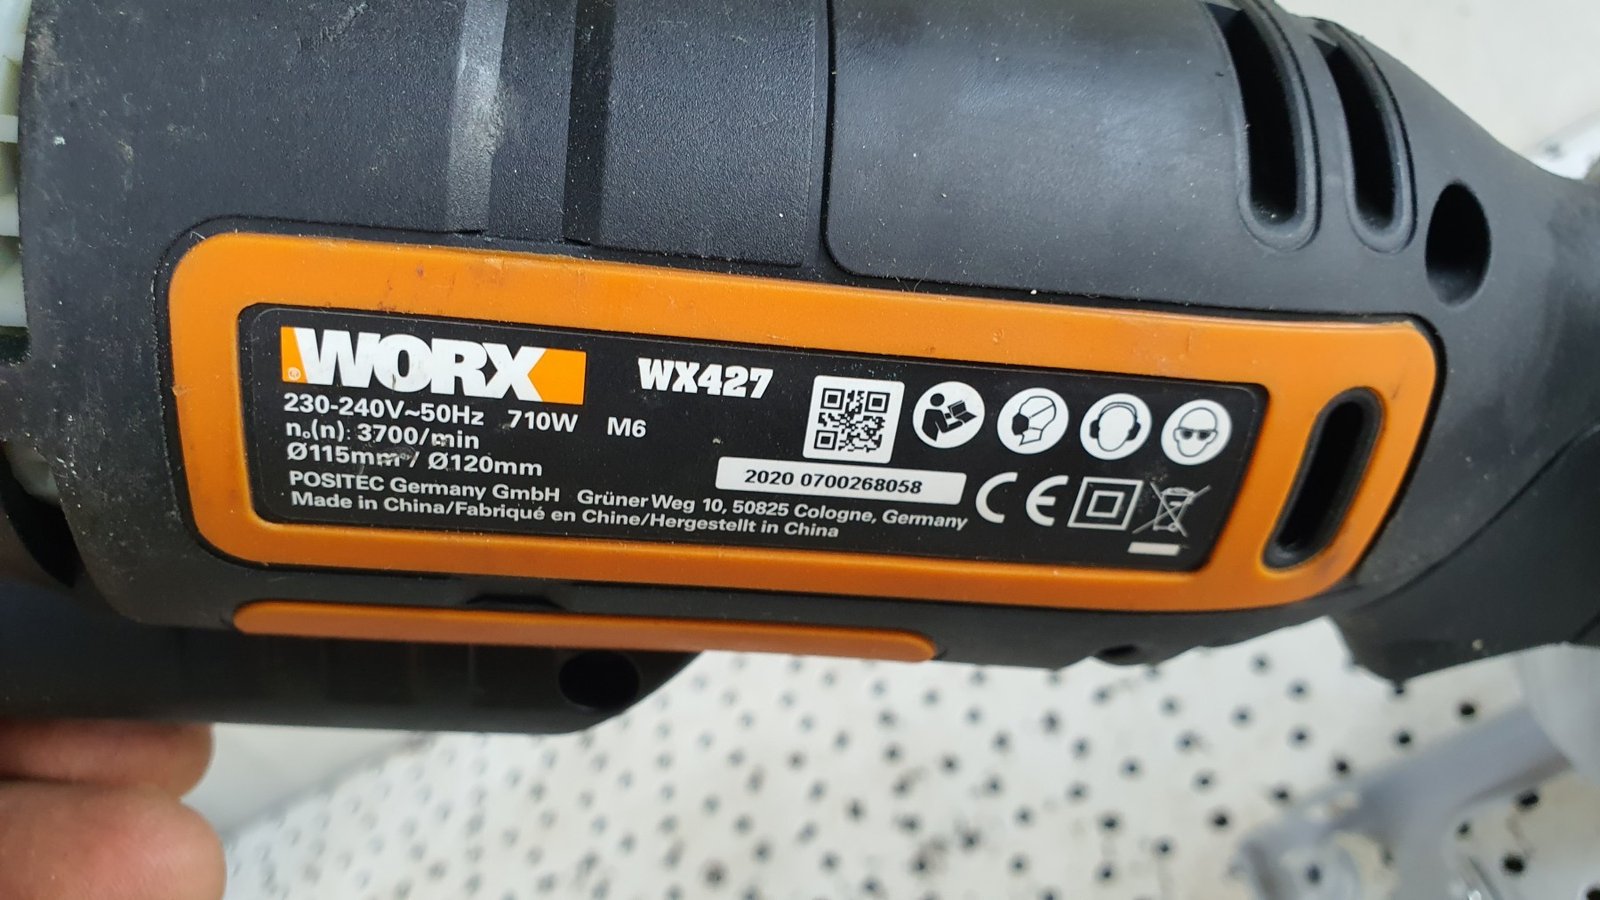 WORX® WX427
230-240V~50Hz 710W M6
n₀(n): 3700/min
Ø115mm / Ø120mm
2020 0700268058
POSITEC Germany GmbH Grüner Weg 10, 50825 Cologne, Germany
Made in China/Fabriqué en Chine/Hergestellt in China
CE